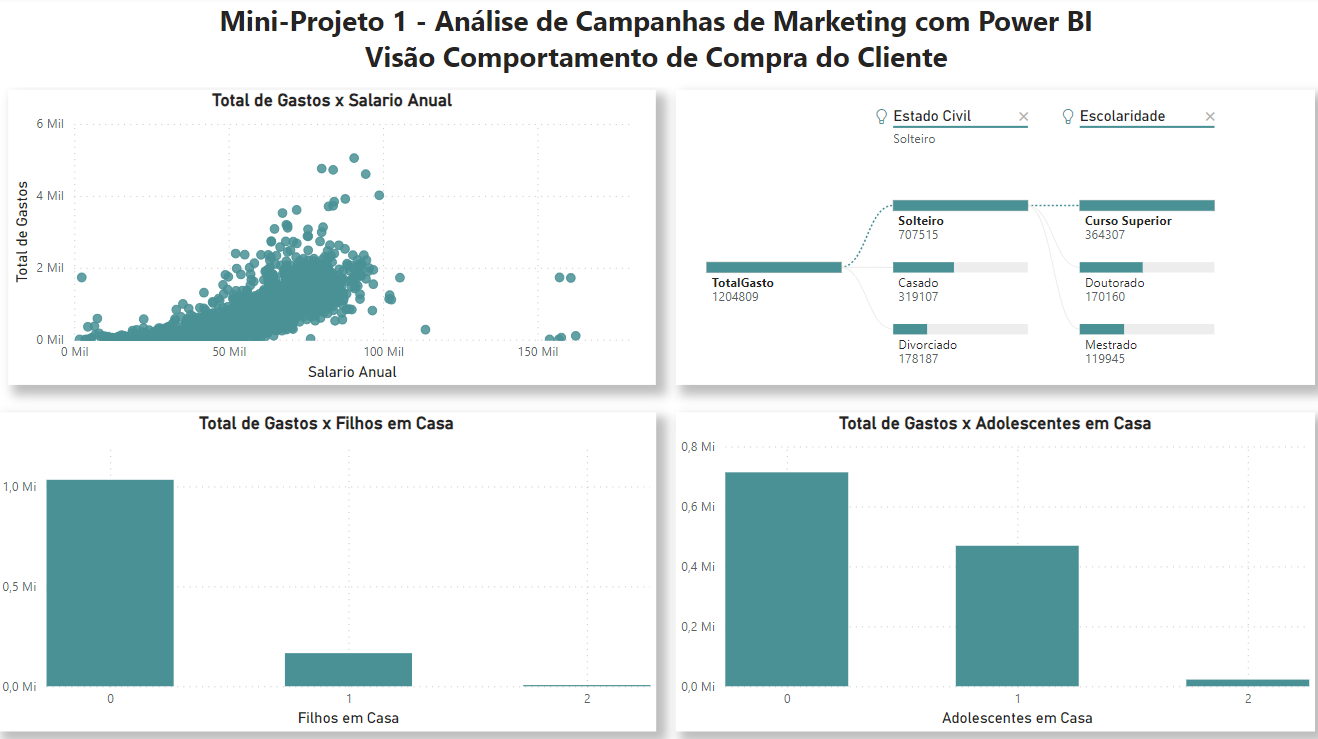 Mini-Projeto 1 - Análise de Campanhas de Marketing com Power BI
Visão Comportamento de Compra do Cliente
Total de Gastos x Salario Anual
Total de Gastos
6 Mil
4 Mil
2 Mil
0 Mil
0 Mil
50 Mil
100 Mil
150 Mil
Salario Anual
Estado Civil
Solteiro
Escolaridade
TotalGasto
1204809
Solteiro
707515
Casado
319107
Divorciado
178187
Curso Superior
364307
Doutorado
170160
Mestrado
119945
Total de Gastos x Filhos em Casa
1,0 Mi
0,5 Mi
0,0 Mi
0
1
2
Filhos em Casa
Total de Gastos x Adolescentes em Casa
0,8 Mi
0,6 Mi
0,4 Mi
0,2 Mi
0,0 Mi
0
1
2
Adolescentes em Casa